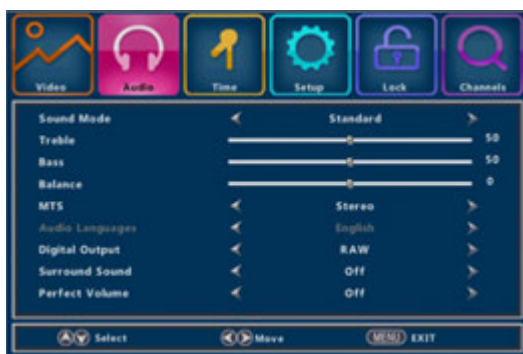 Video Audio Time Setup Lock Channels
Sound Mode Standard
Treble 50
Bass 50
Balance 0
MTS Stereo
Audio Languages English
Digital Output RAW
Surround Sound Off
Perfect Volume Off
Select Move MENU EXIT